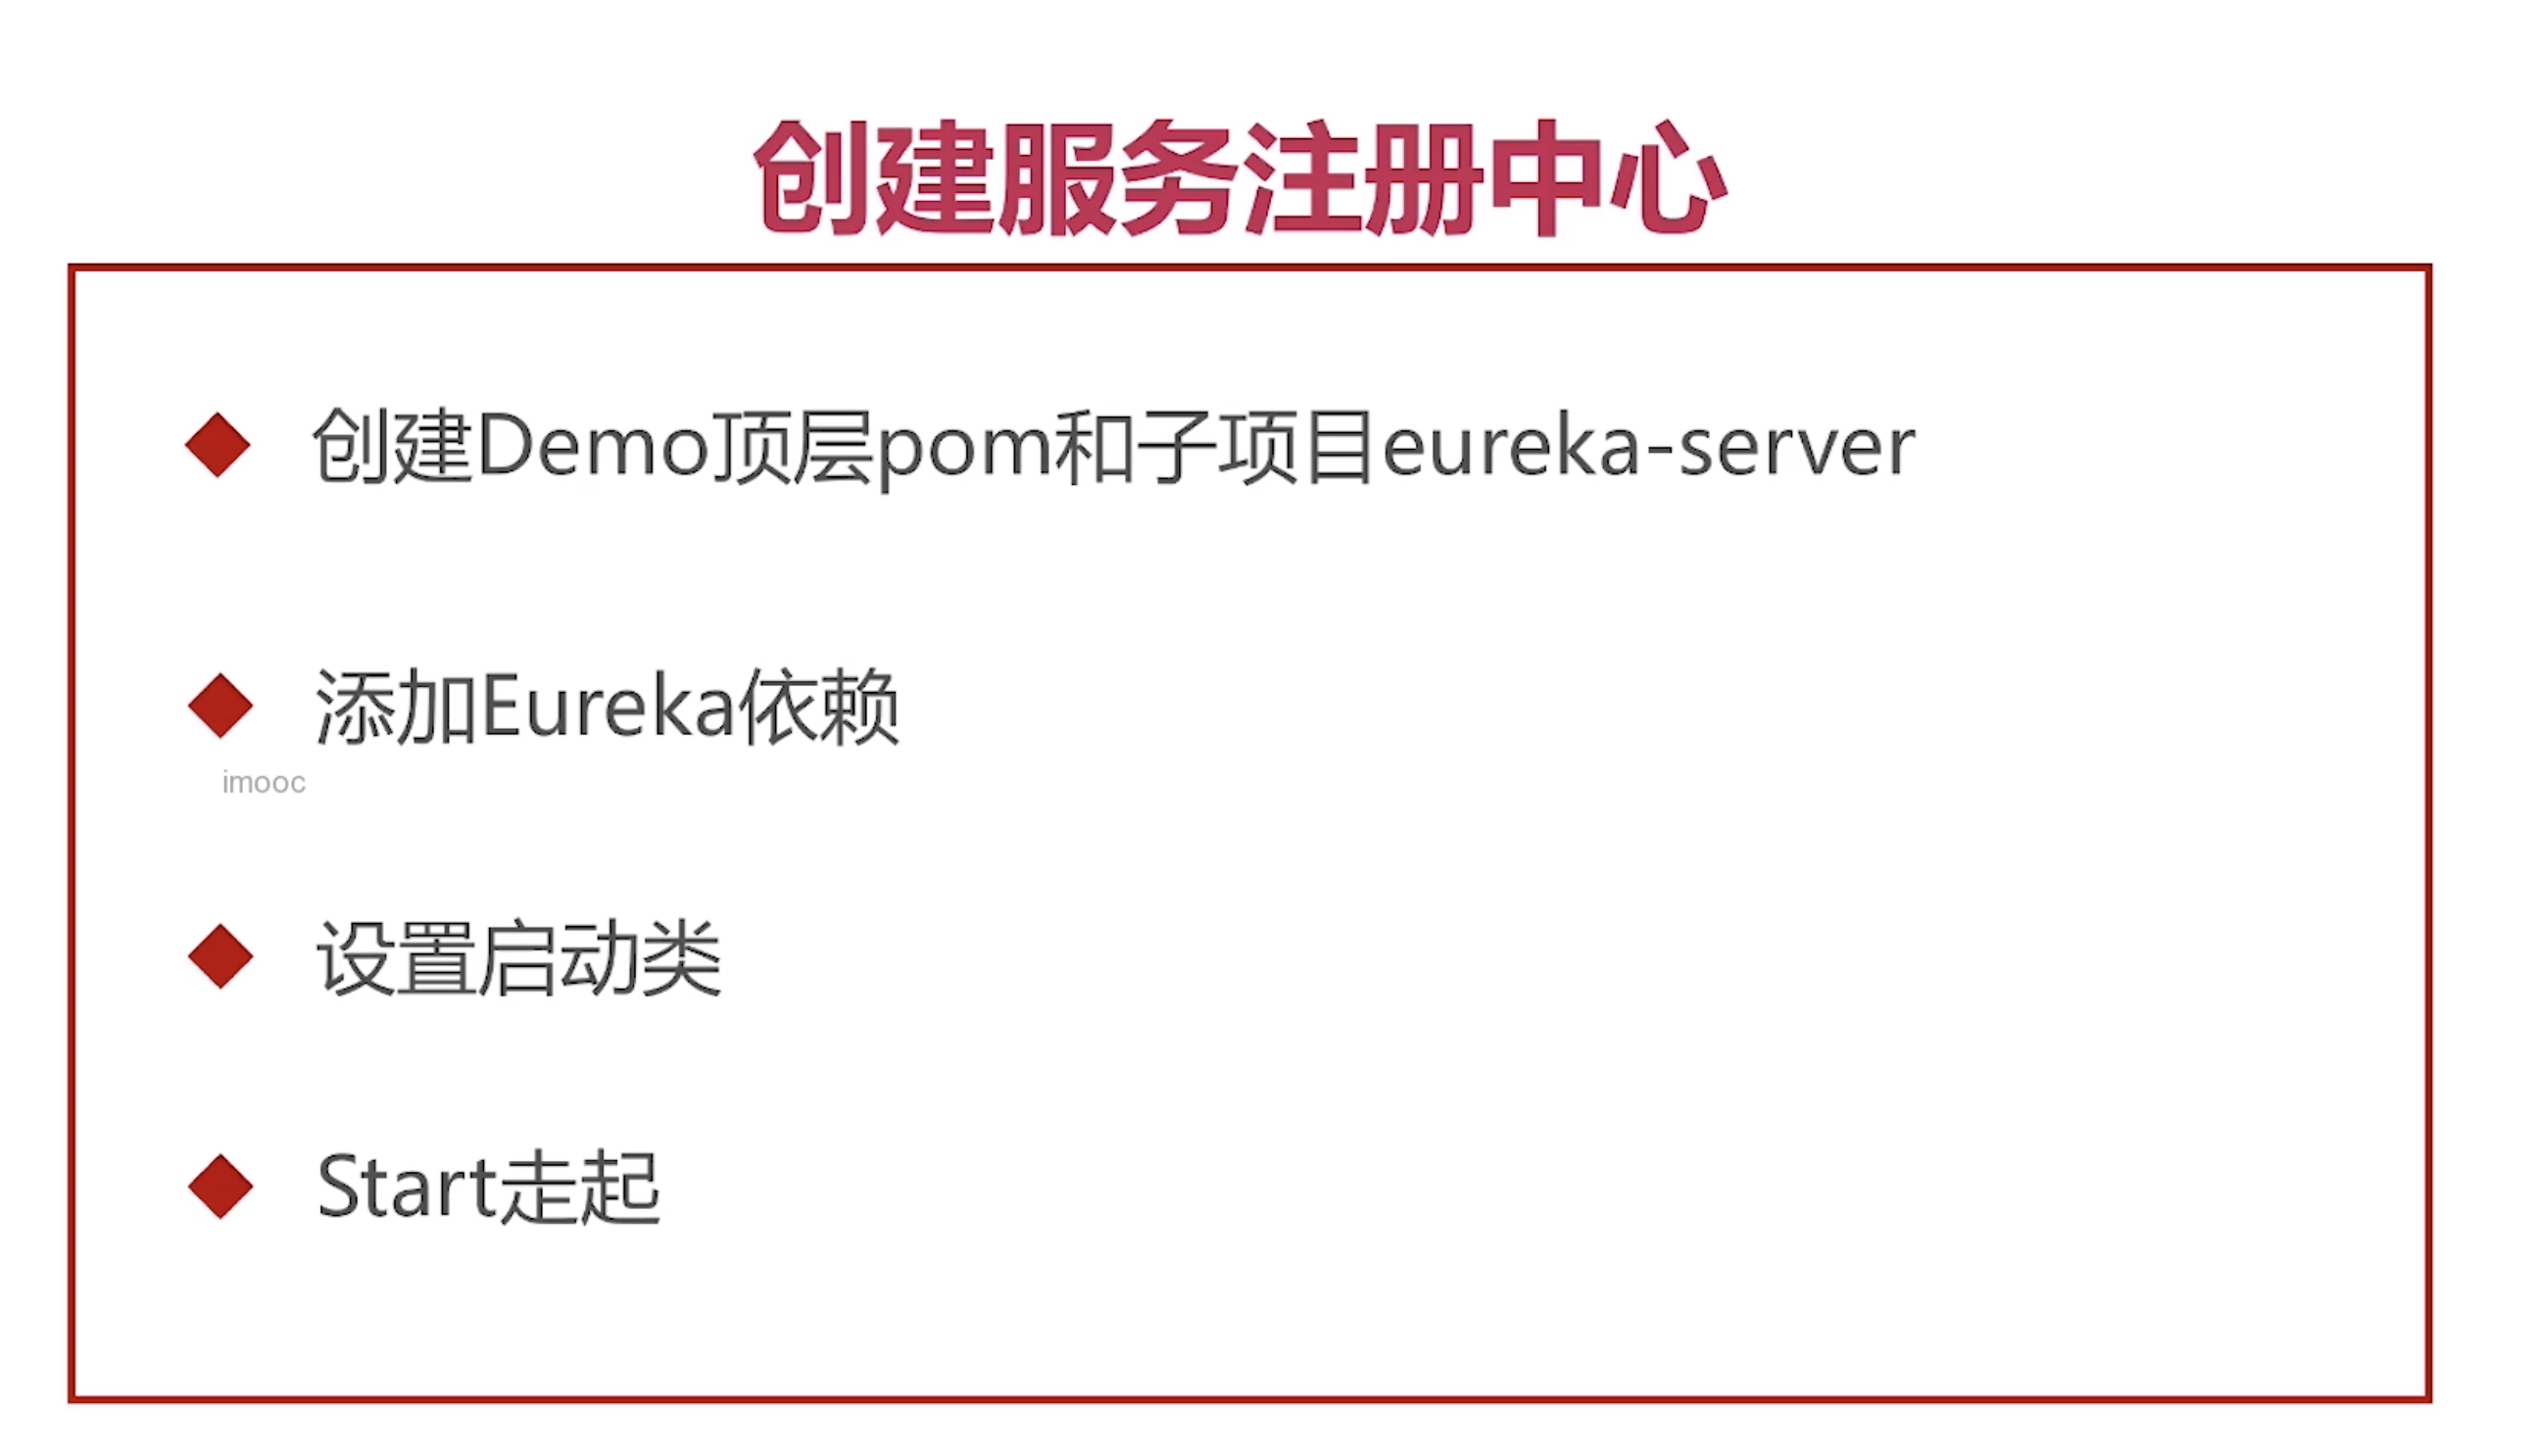 创建服务注册中心
创建Demo顶层pom和子项目eureka-server
添加Eureka依赖
imooc
设置启动类
Start走起